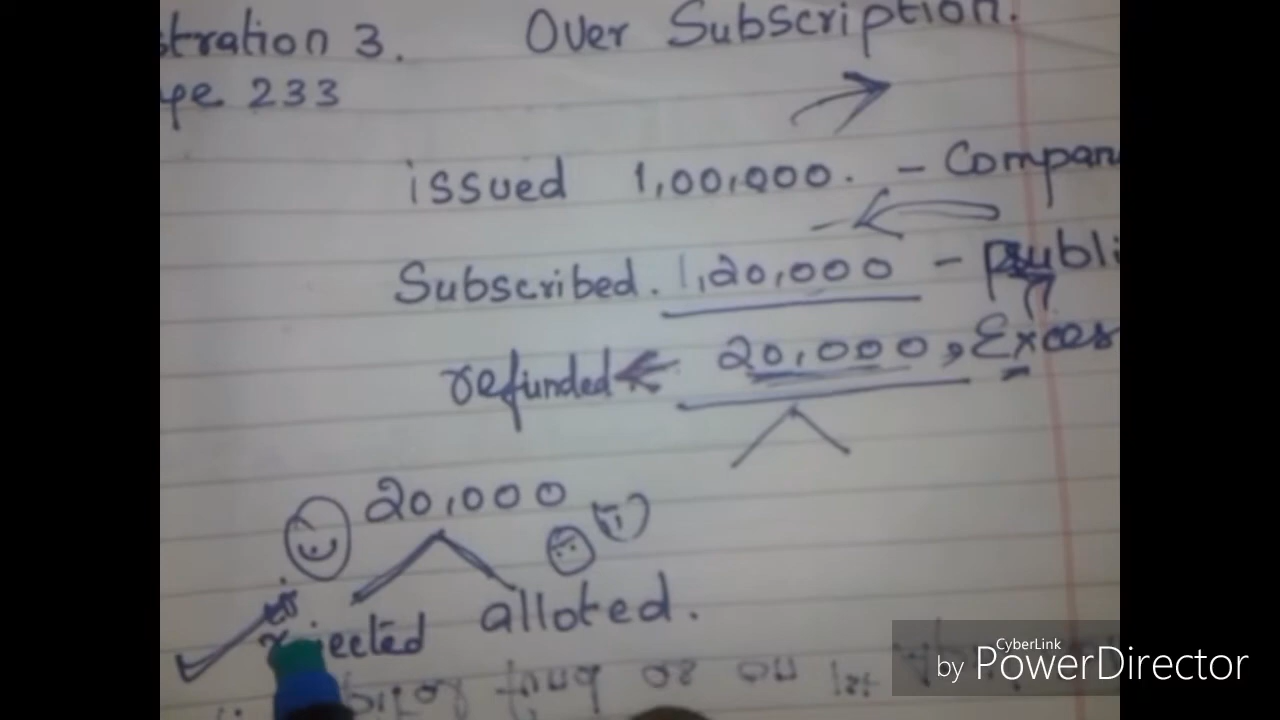 stration 3. Over Subscription.
ype 233
issued 1,00,000. - Compan
Subscribed. 1,20,000 - publi
refunded ← 20,000, Exces
20,000
rejected alloted.
CyberLink
by PowerDirector